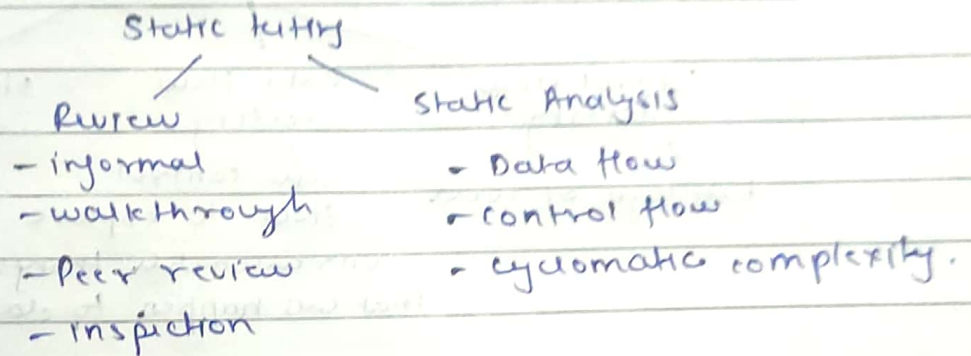 Static testing
Review
Static Analysis
- informal
- walkthrough
- Peer review
- inspection
- Data flow
- control flow
- cyclomatic complexity.